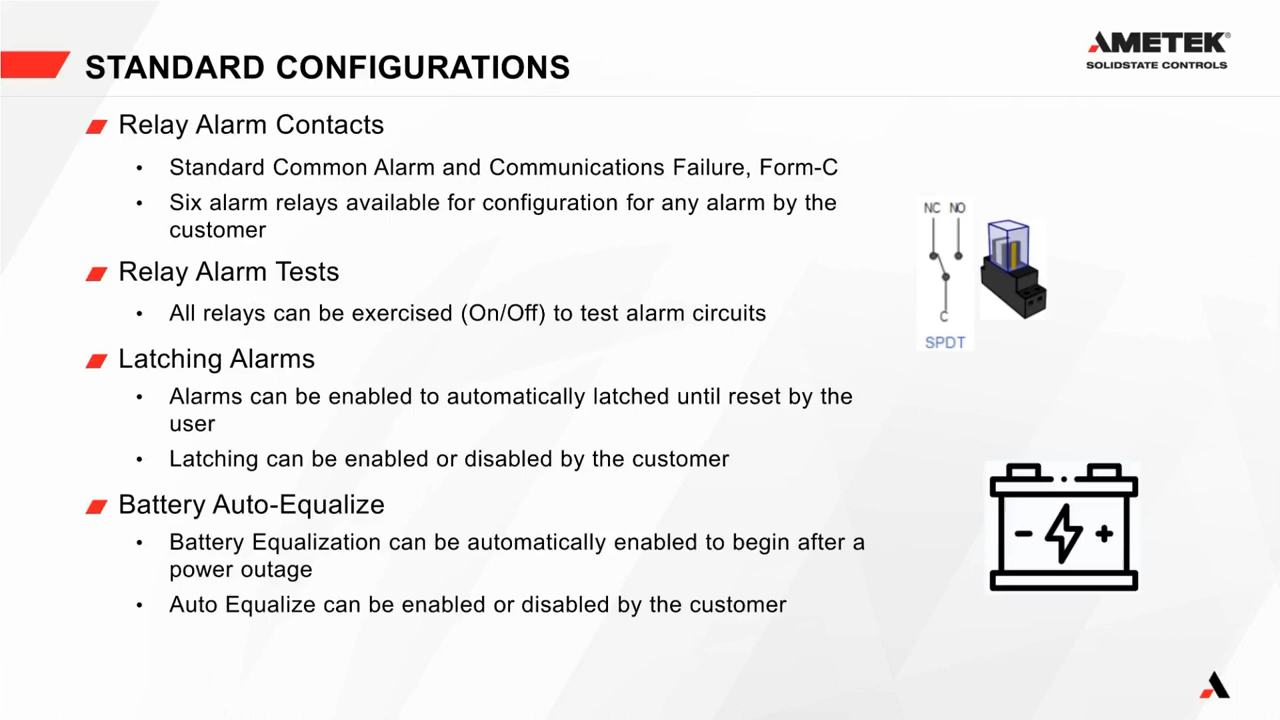 STANDARD CONFIGURATIONS
AMETEK®
SOLIDSTATE CONTROLS
Relay Alarm Contacts
• Standard Common Alarm and Communications Failure, Form-C
• Six alarm relays available for configuration for any alarm by the
customer
NC NO
C
SPDT
Relay Alarm Tests
• All relays can be exercised (On/Off) to test alarm circuits
Latching Alarms
• Alarms can be enabled to automatically latched until reset by the
user
• Latching can be enabled or disabled by the customer
Battery Auto-Equalize
• Battery Equalization can be automatically enabled to begin after a
power outage
• Auto Equalize can be enabled or disabled by the customer
- +